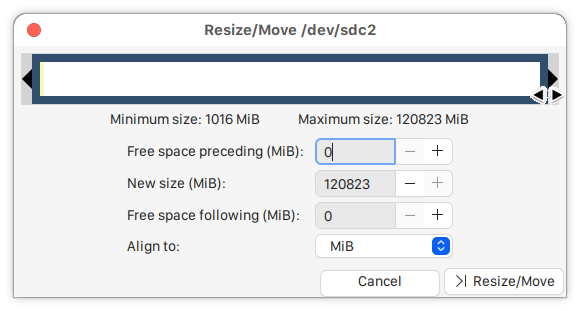 Resize/Move /dev/sdc2
Minimum size: 1016 MiB Maximum size: 120823 MiB
Free space preceding (MiB): 0
New size (MiB): 120823
Free space following (MiB): 0
Align to: MiB
Cancel Resize/Move